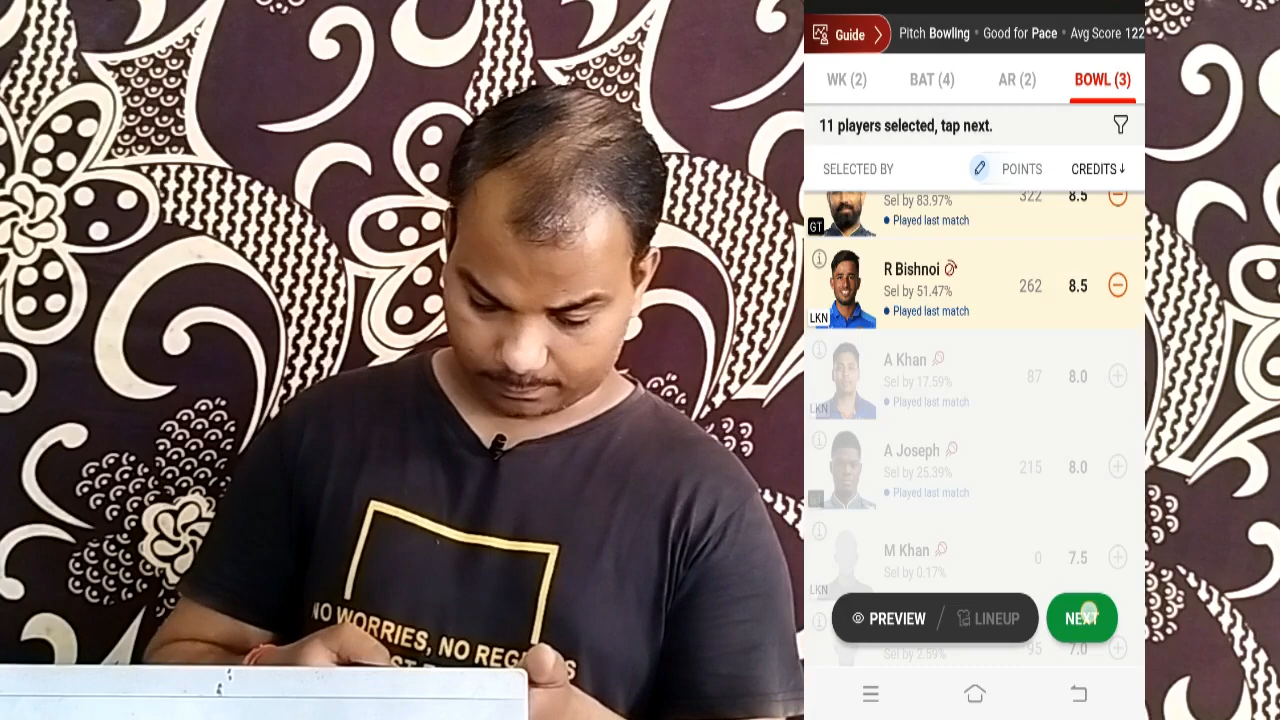 Guide
Pitch Bowling • Good for Pace • Avg Score 122
WK (2) BAT (4) AR (2) BOWL (3)
11 players selected, tap next.
SELECTED BY POINTS CREDITS↓
Sel by 83.97% 322 8.5
Played last match
GT
R Bishnoi
Sel by 51.47% 262 8.5
Played last match
LKN
A Khan
Sel by 17.59% 87 8.0
Played last match
LKN
A Joseph
Sel by 25.39% 215 8.0
Played last match
M Khan
Sel by 0.17% 0 7.5
LKN
PREVIEW / LINEUP NEXT
Sel by 2.59% 95 7.0
NO WORRIES, NO